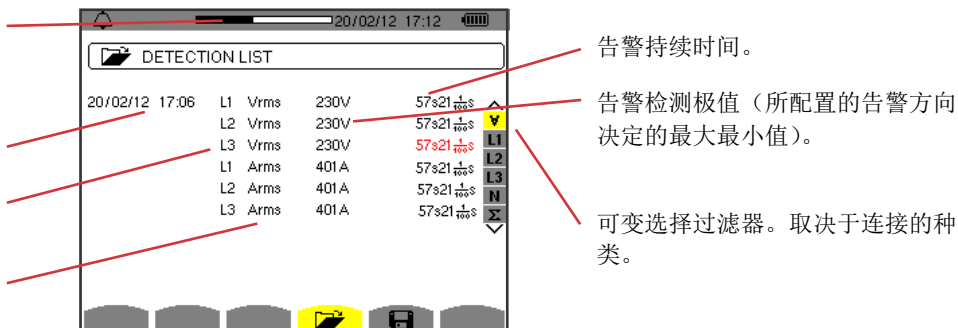 20/02/12 17:12
DETECTION LIST
20/02/12 17:06 L1 Vrms 230V 57s21 1/100 s
L2 Vrms 230V 57s21 1/100 s
L3 Vrms 230V 57s21 1/100 s
L1 Arms 401A 57s21 1/100 s
L2 Arms 401A 57s21 1/100 s
L3 Arms 401A 57s21 1/100 s
∀
L1
L2
L3
N
Σ
告警持续时间。
告警检测极值（所配置的告警方向
决定的最大最小值）。
可变选择过滤器。取决于连接的种
类。